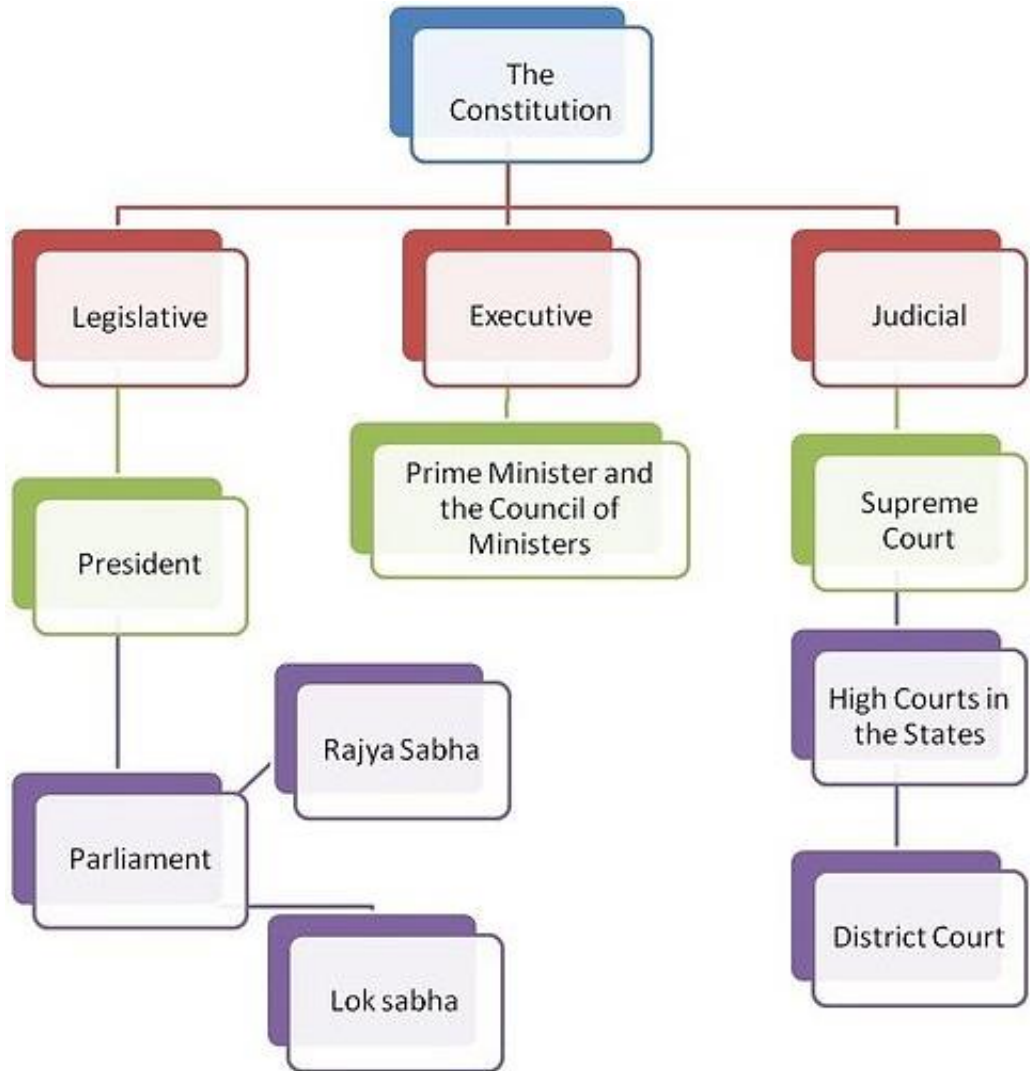 The
Constitution
Legislative
Executive
Judicial
President
Prime Minister and
the Council of
Ministers
Supreme
Court
Parliament
Rajya Sabha
Lok sabha
High Courts in
the States
District Court